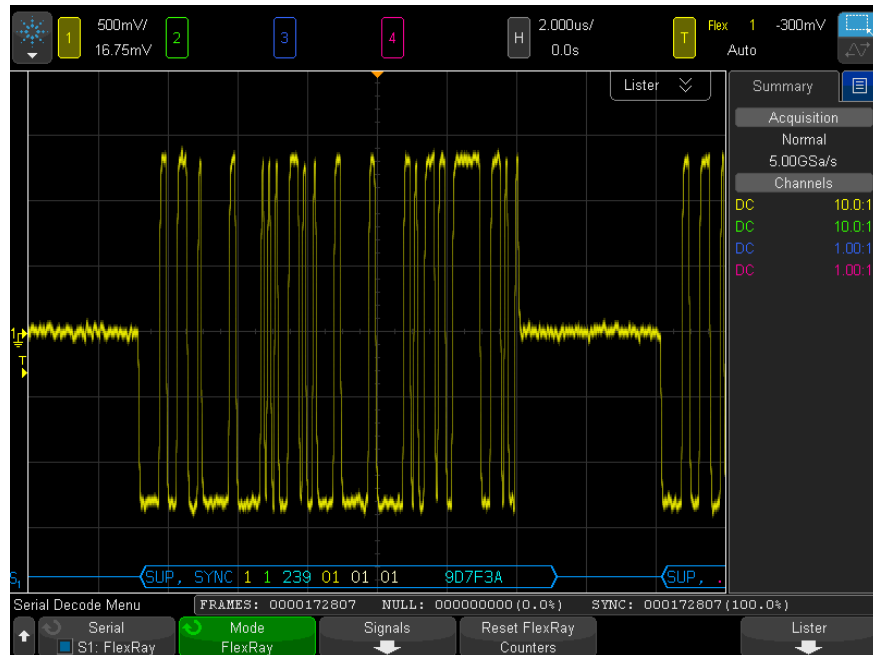 1 500mV/ 16.75mV 2 3 4 H 2.000us/ 0.0s T Flex 1 -300mV Auto
Lister
Summary
Acquisition
Normal
5.00GSa/s
Channels
DC 10.0:1
DC 10.0:1
DC 1.00:1
DC 1.00:1
1
T
S1 SUP, SYNC 1 1 239 01 01 01 9D7F3A SUP, .
Serial Decode Menu FRAMES: 0000172807 NULL: 000000000(0.0%) SYNC: 000172807(100.0%)
Serial Mode Signals Reset FlexRay Lister
S1: FlexRay FlexRay Counters